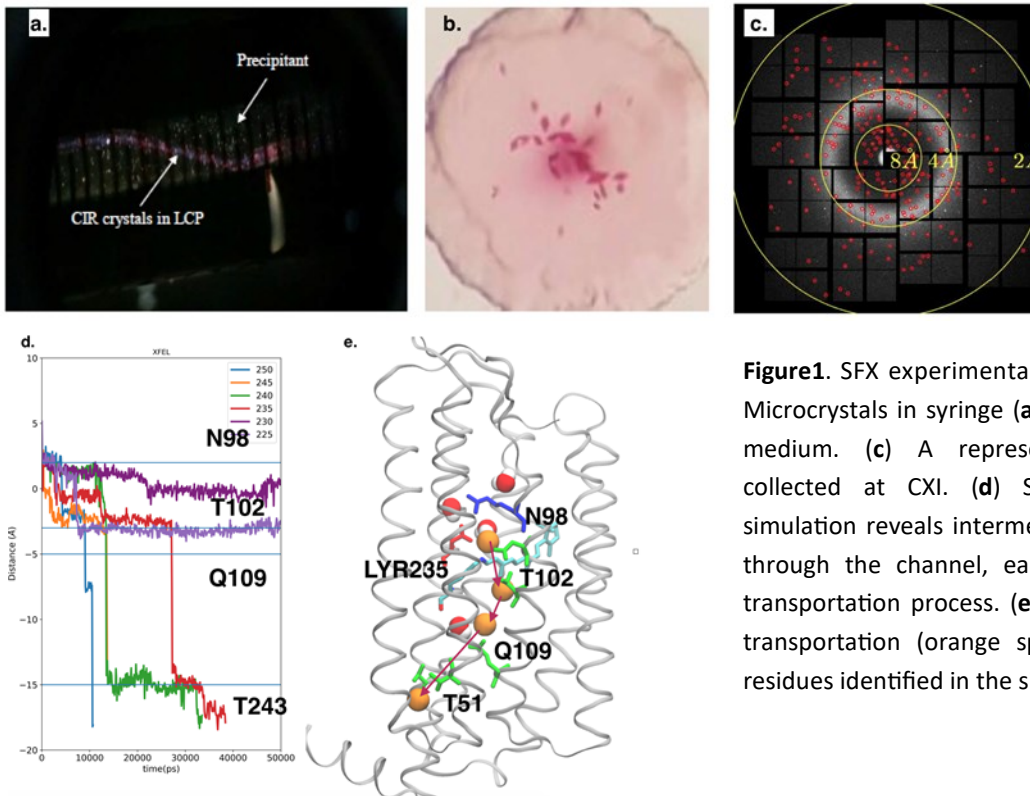 a.
Precipitant
CIR crystals in LCP
b.
c.
8Å 4Å 2Å
d.
XFEL
250
245
240
235
230
225
N98
T102
Q109
T243
10
5
0
−5
−10
−15
−20
Distance (Å)
0 10000 20000 30000 40000 50000
time(ps)
e.
N98
LYR235
T102
Q109
T51
Figure1. SFX experimenta
Microcrystals in syringe (a
medium. (c) A repres
collected at CXI. (d) S
simulation reveals interme
through the channel, ea
transportation process. (e
transportation (orange sp
residues identified in the s